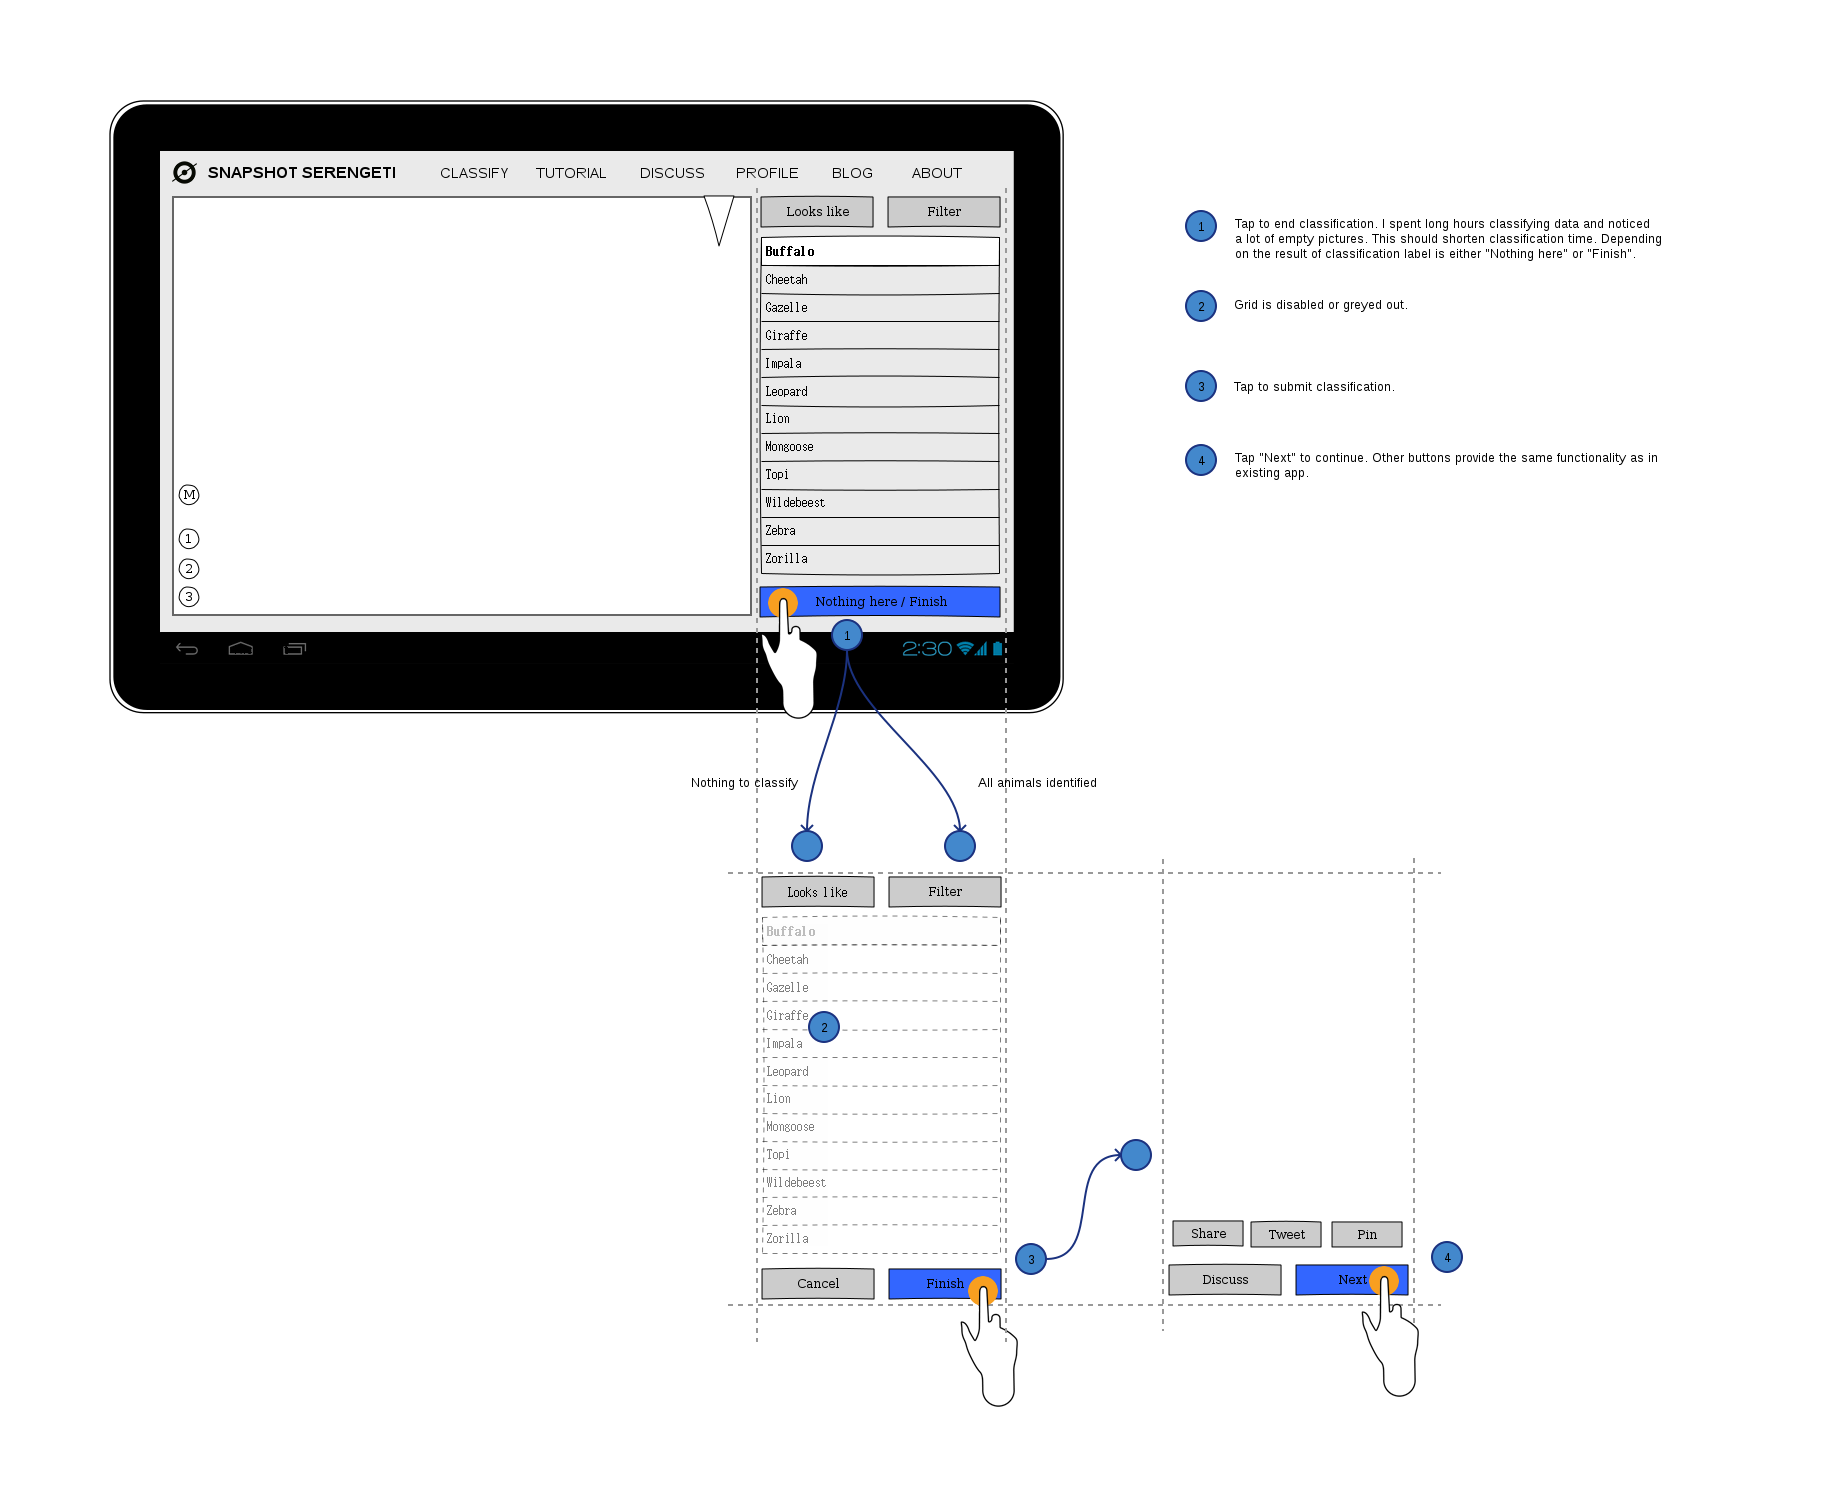 SNAPSHOT SERENGETI CLASSIFY TUTORIAL DISCUSS PROFILE BLOG ABOUT
Looks like Filter
Buffalo
Cheetah
Gazelle
Giraffe
Impala
Leopard
Lion
Mongoose
Topi
Wildebeest
Zebra
Zorilla
M
1
2
3
Nothing here / Finish
1
2:30
1 Tap to end classification. I spent long hours classifying data and noticed
a lot of empty pictures. This should shorten classification time. Depending
on the result of classification label is either "Nothing here" or "Finish".
2 Grid is disabled or greyed out.
3 Tap to submit classification.
4 Tap "Next" to continue. Other buttons provide the same functionality as in
existing app.
Nothing to classify All animals identified
Looks like Filter
Buffalo
Cheetah
Gazelle
Giraffe
2
Impala
Leopard
Lion
Mongoose
Topi
Wildebeest
Zebra
Zorilla
Cancel Finish
3
Share Tweet Pin
4
Discuss Next